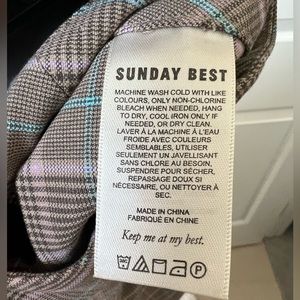 SUNDAY BEST
MACHINE WASH COLD WITH LIKE
COLOURS, ONLY NON-CHLORINE
BLEACH WHEN NEEDED, HANG
TO DRY, COOL IRON ONLY IF
NEEDED, OR DRY CLEAN.
LAVER À LA MACHINE À L'EAU
FROIDE AVEC COULEURS
SEMBLABLES, UTILISER
SEULEMENT UN JAVELLISANT
SANS CHLORE AU BESOIN,
SUSPENDRE POUR SÉCHER,
REPASSAGE DOUX SI
NÉCESSAIRE, OU NETTOYER À
SEC.
MADE IN CHINA
FABRIQUÉ EN CHINE
Keep me at my best.